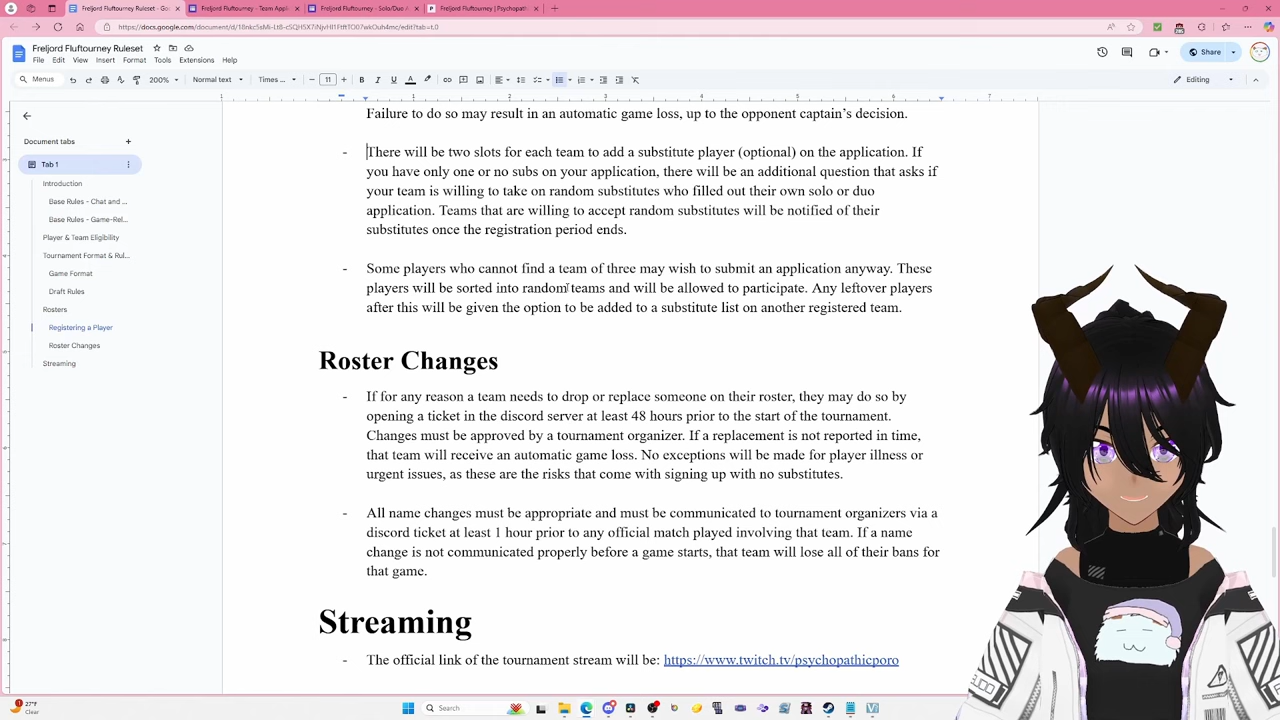 Freljord Fluftourney Ruleset - Goo
Freljord Fluftourney - Team Applic
Freljord Fluftourney - Solo/Duo A
Freljord Fluftourney | Psychopath
Freljord Fluftourney Ruleset
File Edit View Insert Format Tools Extensions Help
Share
Menus
200%
Normal text
Times ...
11
Editing
Document tabs
Tab 1
Introduction
Base Rules - Chat and ...
Base Rules - Game-Rel...
Player & Team Eligibility
Tournament Format & Rul...
Game Format
Draft Rules
Rosters
Registering a Player
Roster Changes
Streaming
Failure to do so may result in an automatic game loss, up to the opponent captain's decision.
- There will be two slots for each team to add a substitute player (optional) on the application. If
you have only one or no subs on your application, there will be an additional question that asks if
your team is willing to take on random substitutes who filled out their own solo or duo
application. Teams that are willing to accept random substitutes will be notified of their
substitutes once the registration period ends.
- Some players who cannot find a team of three may wish to submit an application anyway. These
players will be sorted into random teams and will be allowed to participate. Any leftover players
after this will be given the option to be added to a substitute list on another registered team.
Roster Changes
- If for any reason a team needs to drop or replace someone on their roster, they may do so by
opening a ticket in the discord server at least 48 hours prior to the start of the tournament.
Changes must be approved by a tournament organizer. If a replacement is not reported in time,
that team will receive an automatic game loss. No exceptions will be made for player illness or
urgent issues, as these are the risks that come with signing up with no substitutes.
- All name changes must be appropriate and must be communicated to tournament organizers via a
discord ticket at least 1 hour prior to any official match played involving that team. If a name
change is not communicated properly before a game starts, that team will lose all of their bans for
that game.
Streaming
- The official link of the tournament stream will be: https://www.twitch.tv/psychopathicporo
27°F
Clear
Search